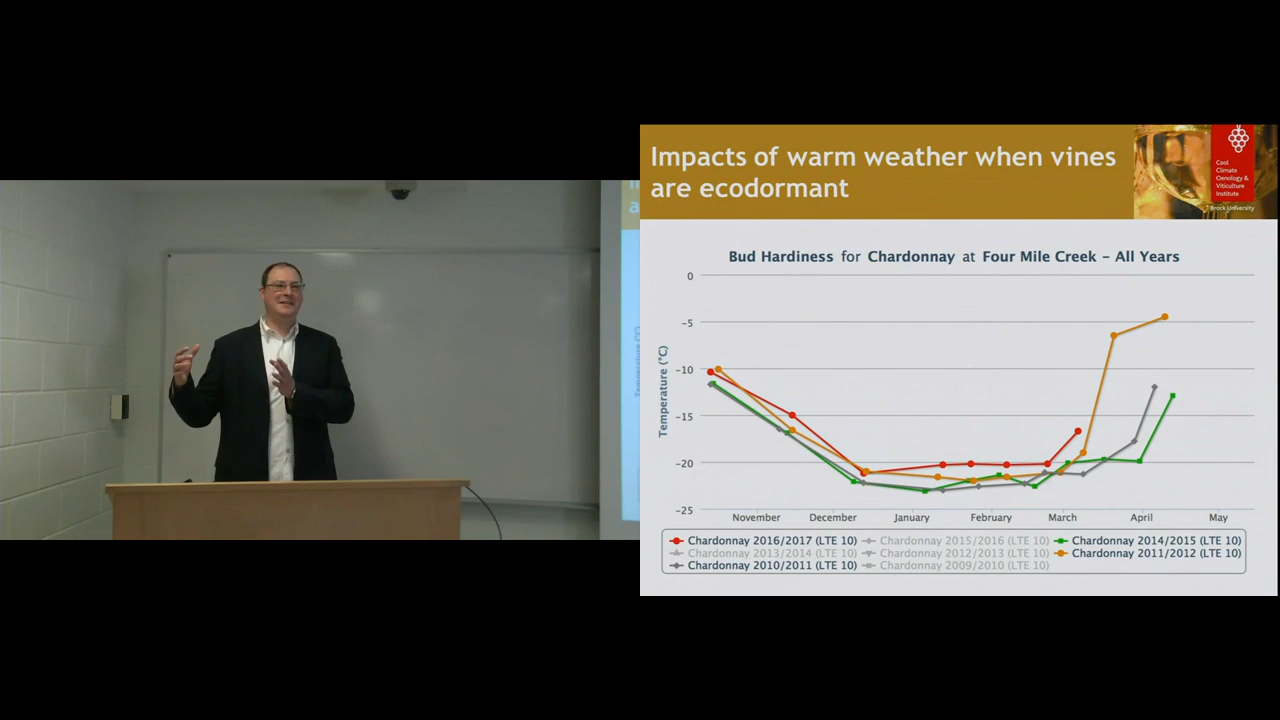 Impacts of warm weather when vines
are ecodormant
Cool
Climate
Oenology &
Viticulture
Institute
Brock University
Bud Hardiness for Chardonnay at Four Mile Creek – All Years
Temperature (°C)
0
-5
-10
-15
-20
-25
November December January February March April May
Chardonnay 2016/2017 (LTE 10) Chardonnay 2015/2016 (LTE 10) Chardonnay 2014/2015 (LTE 10)
Chardonnay 2013/2014 (LTE 10) Chardonnay 2012/2013 (LTE 10) Chardonnay 2011/2012 (LTE 10)
Chardonnay 2010/2011 (LTE 10) Chardonnay 2009/2010 (LTE 10)